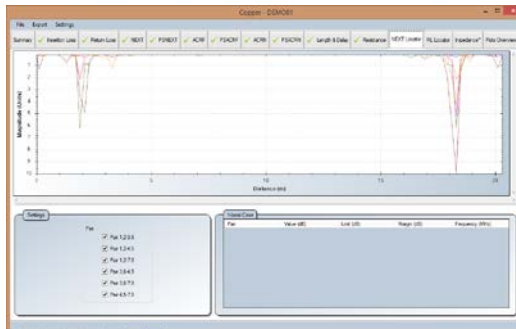 Copper - DEMO01
File Export Settings
Summary Insertion Loss Return Loss NEXT PSNEXT ACRF PSACRF ACRN PSACRN Length & Delay Resistance NEXT Locator RL Locator Impedance* Plots Overview
Magnitude (Units)
10
0 5 10 15 20
Distance (m)
Settings
Pair
Pair 1,2-3,6
Pair 1,2-4,5
Pair 1,2-7,8
Pair 3,6-4,5
Pair 3,6-7,8
Pair 4,5-7,8
Worst Case
Pair Value (dB) Limit (dB) Margin (dB) Frequency (MHz)